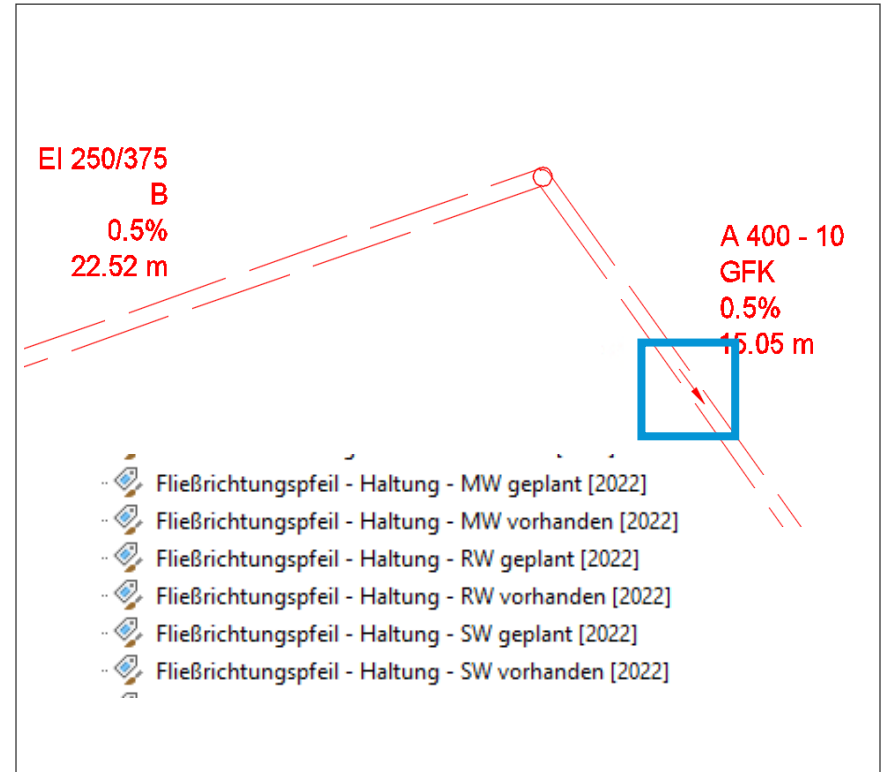 EI 250/375
B
0.5%
22.52 m
A 400 - 10
GFK
0.5%
15.05 m
Fließrichtungspfeil - Haltung - MW geplant [2022]
Fließrichtungspfeil - Haltung - MW vorhanden [2022]
Fließrichtungspfeil - Haltung - RW geplant [2022]
Fließrichtungspfeil - Haltung - RW vorhanden [2022]
Fließrichtungspfeil - Haltung - SW geplant [2022]
Fließrichtungspfeil - Haltung - SW vorhanden [2022]